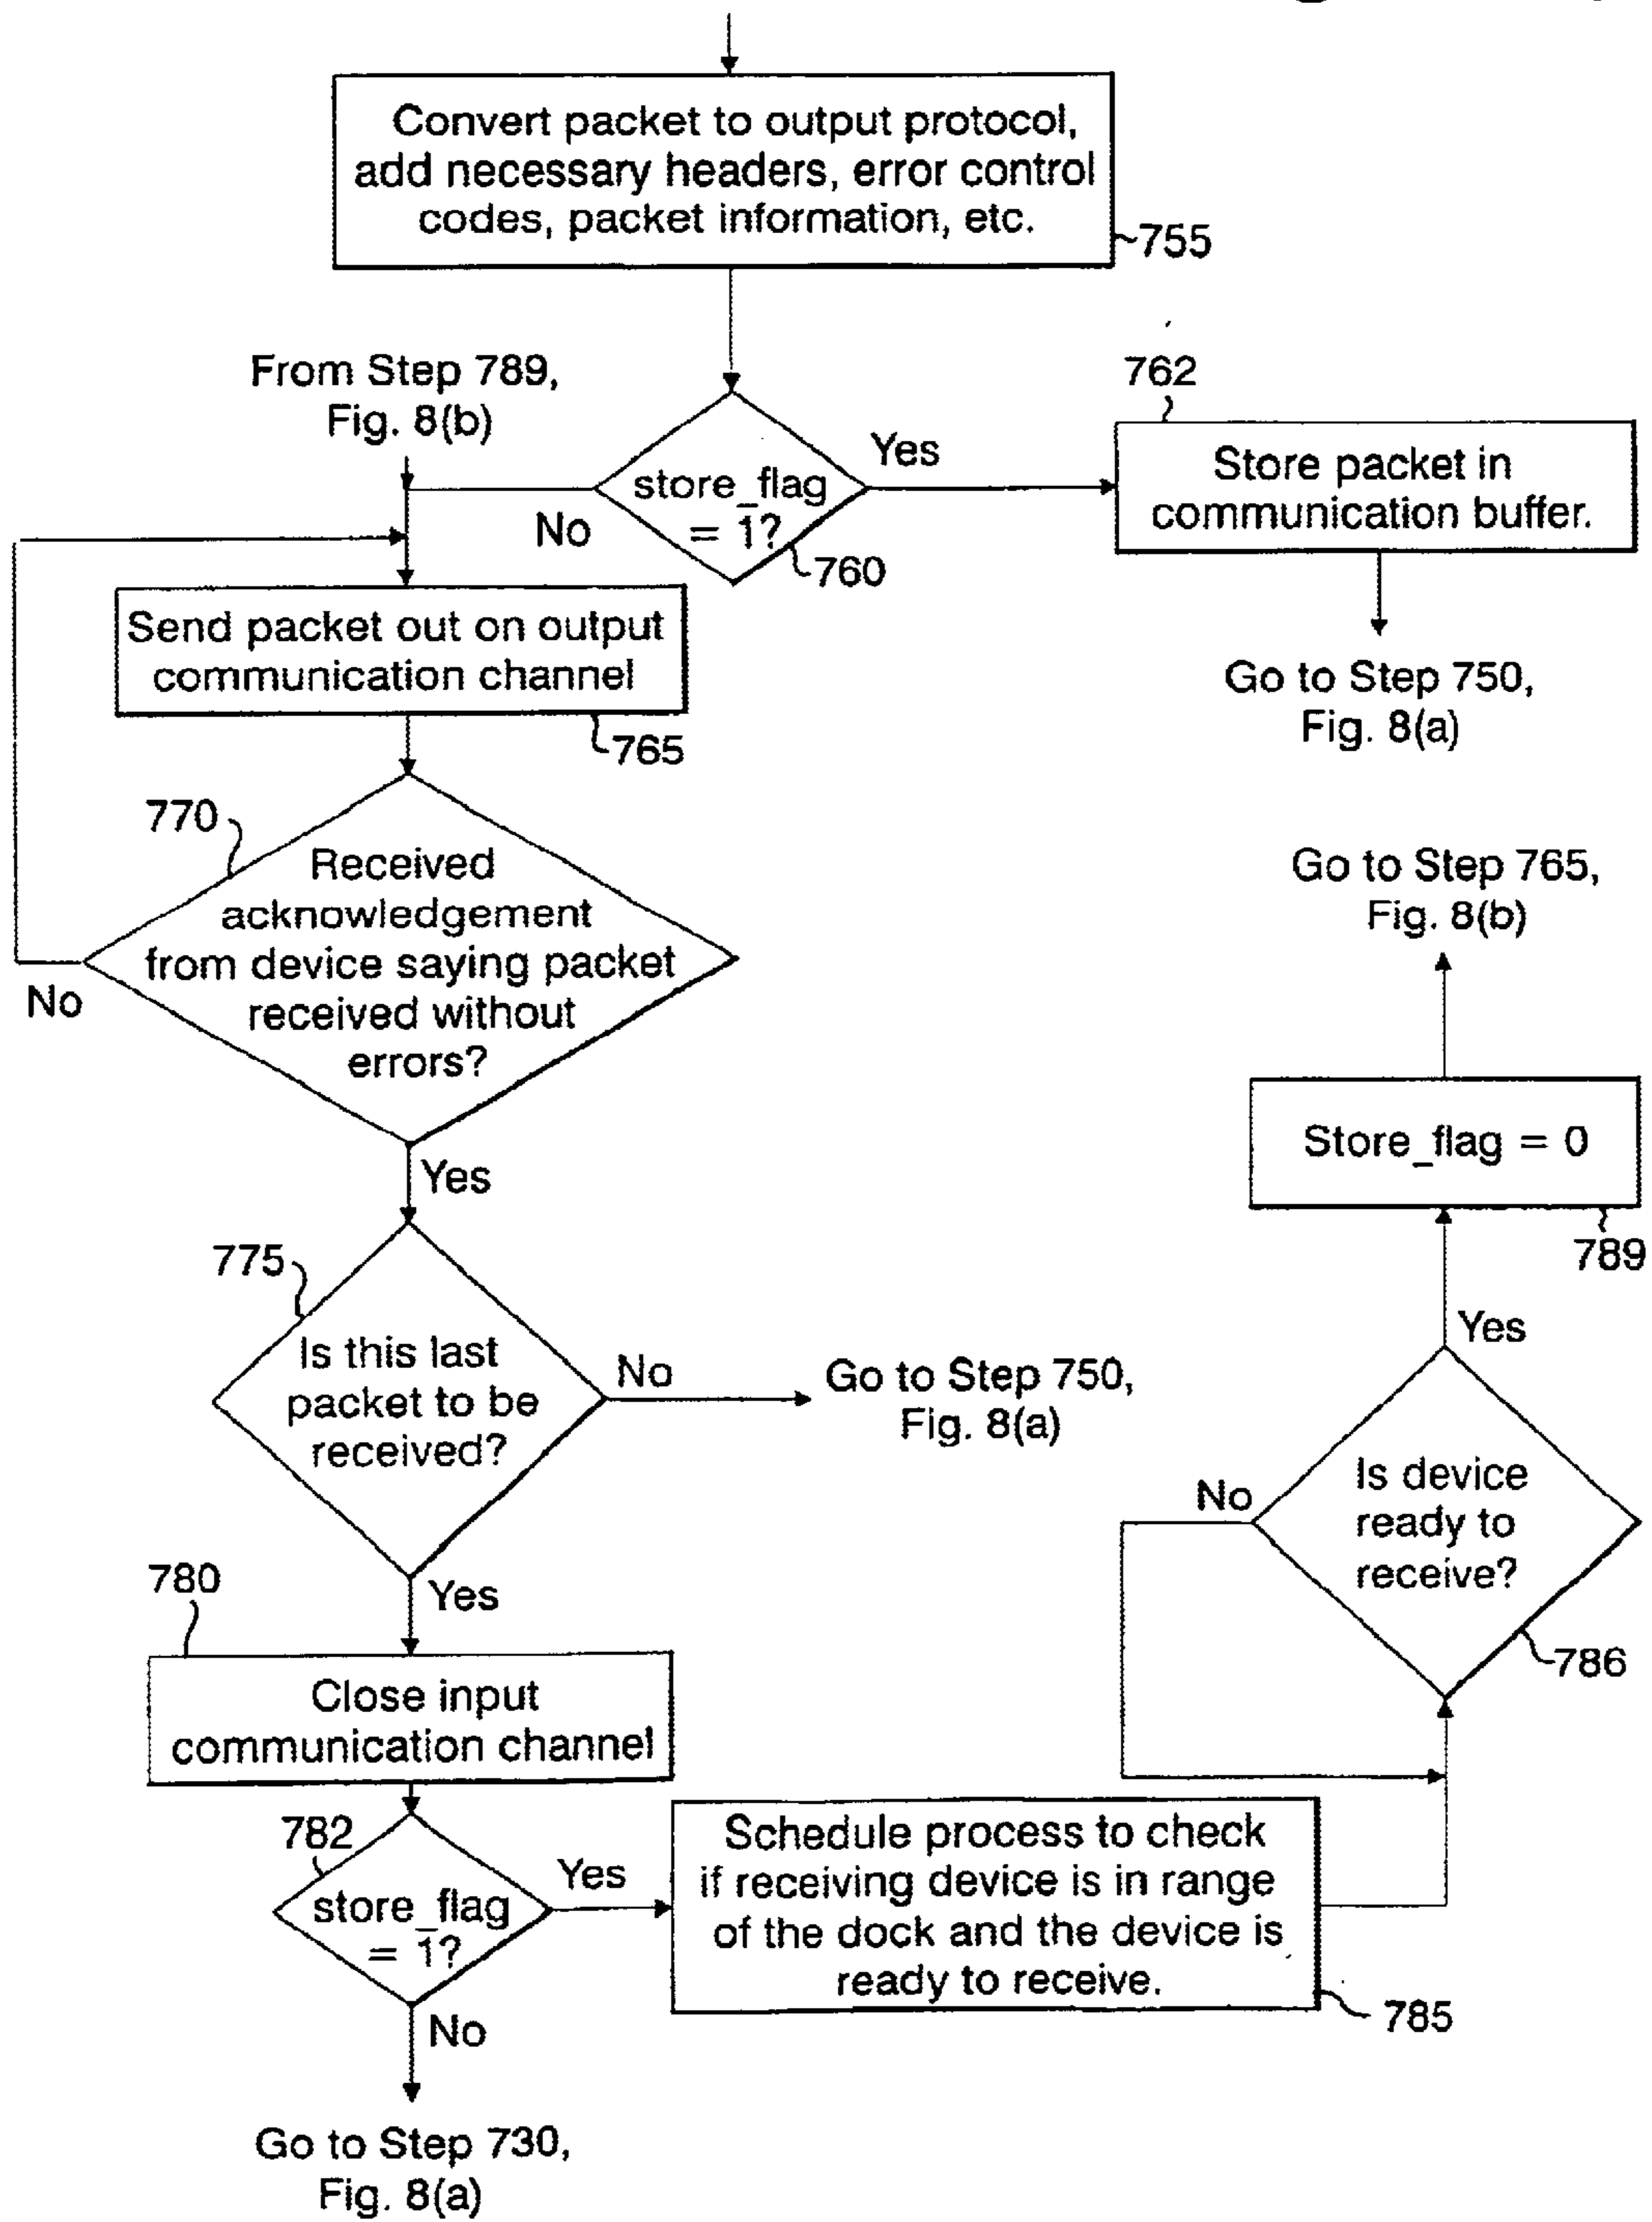 Convert packet to output protocol,
add necessary headers, error control
codes, packet information, etc.
755
From Step 789,
Fig. 8(b)
762
store_flag
= 1?
Yes
No
760
Store packet in
communication buffer.
Go to Step 750,
Fig. 8(a)
Send packet out on output
communication channel
765
770
Received
acknowledgement
from device saying packet
received without
errors?
No
Yes
Go to Step 765,
Fig. 8(b)
Store_flag = 0
789
775
Is this last
packet to be
received?
No
Go to Step 750,
Fig. 8(a)
Yes
Yes
Is device
ready to
receive?
No
786
780
Close input
communication channel
782
store_flag
= 1?
Yes
Schedule process to check
if receiving device is in range
of the dock and the device is
ready to receive.
785
No
Go to Step 730,
Fig. 8(a)